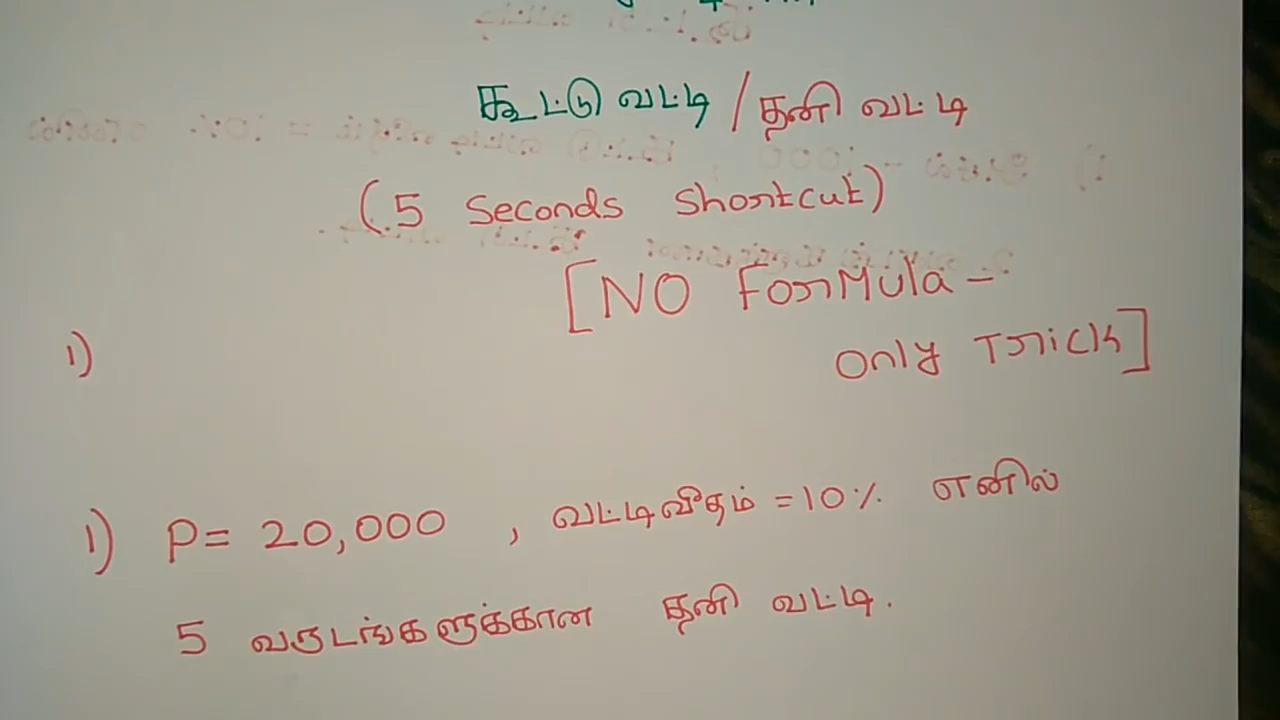 கூட்டு வட்டி / தனி வட்டி
(.5 Seconds Shortcut)
[NO Formula -
1)
Only Trick]
1) P= 20,000 , வட்டிவீதம் =10% எனில்
5 வருடங்களுக்கான தனி வட்டி.